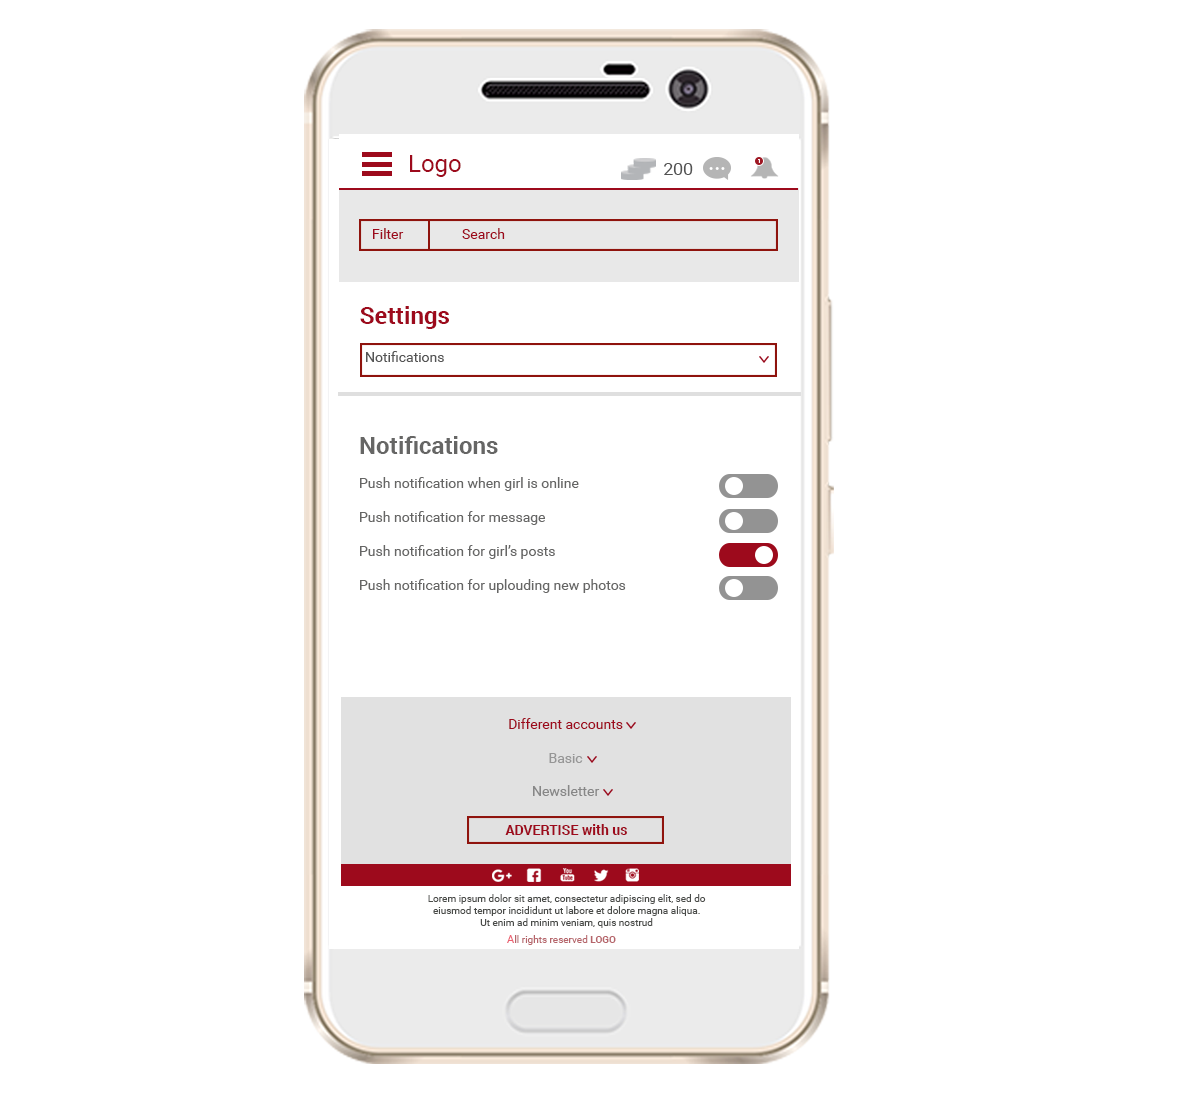 Logo
200
1
Filter
Search
Settings
Notifications
Notifications
Push notification when girl is online
Push notification for message
Push notification for girl’s posts
Push notification for uplouding new photos
Different accounts
Basic
Newsletter
ADVERTISE with us
G+
You
Tube
Lorem ipsum dolor sit amet, consectetur adipiscing elit, sed do
eiusmod tempor incididunt ut labore et dolore magna aliqua.
Ut enim ad minim veniam, quis nostrud
All rights reserved LOGO